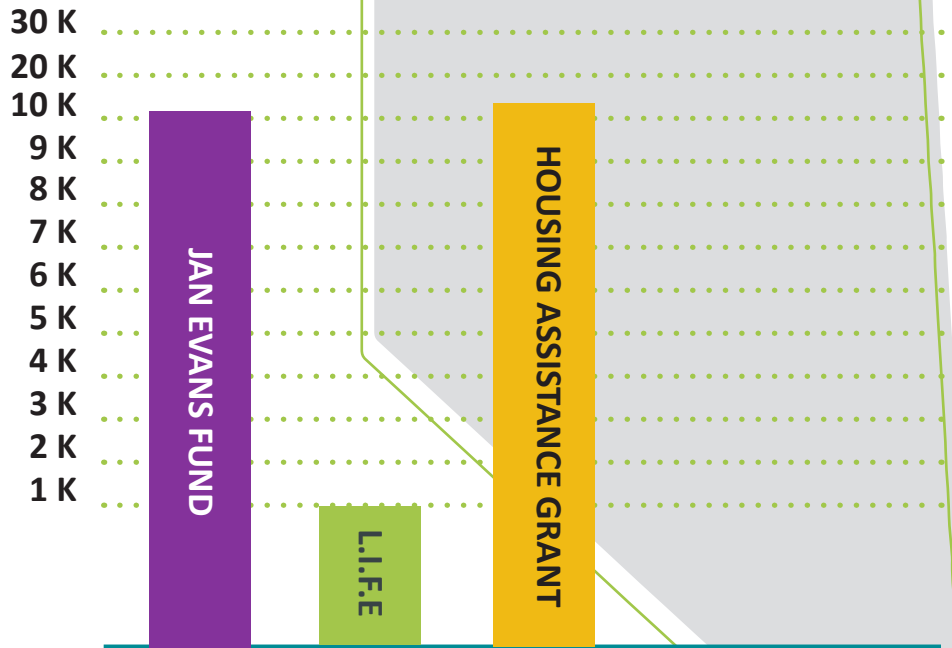 30 K
20 K
10 K
9 K
8 K
7 K
6 K
5 K
4 K
3 K
2 K
1 K
JAN EVANS FUND
L.I.F.E
HOUSING ASSISTANCE GRANT